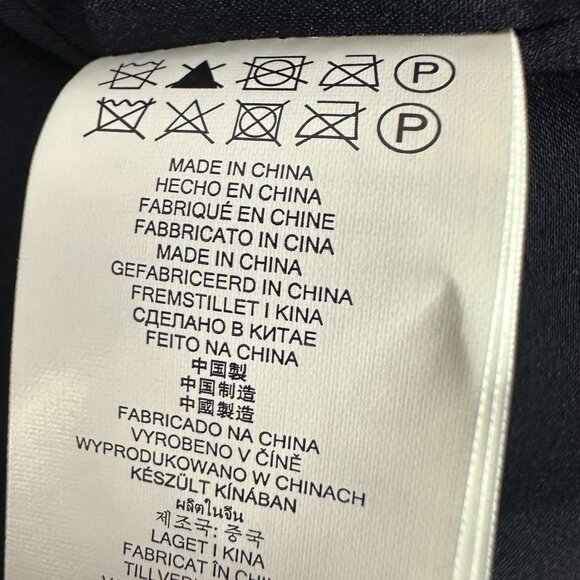 P
P
MADE IN CHINA
HECHO EN CHINA
FABRIQUÉ EN CHINE
FABBRICATO IN CINA
MADE IN CHINA
GEFABRICEERD IN CHINA
FREMSTILLET I KINA
СДЕЛАНО В КИТАЕ
FEITO NA CHINA
中国製
中国制造
中國製造
FABRICADO NA CHINA
VYROBENO V ČÍNĚ
WYPRODUKOWANO W CHINACH
KÉSZÜLT KÍNÁBAN
ผลิตในจีน
제조국: 중국
LAGET I KINA
FABRICAT ÎN CHINA